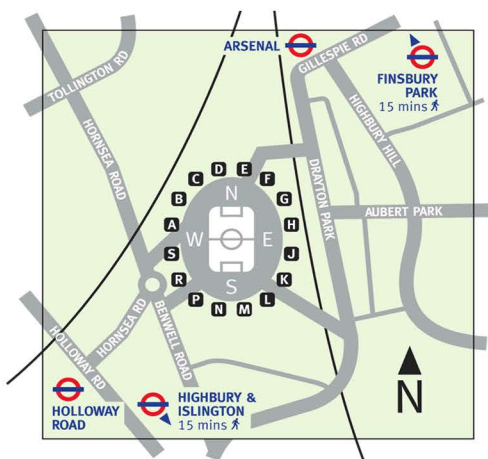 ARSENAL
GILLESPIE RD
FINSBURY
PARK
15 mins
TOLLINGTON RD
HORNSEA ROAD
HIGHBURY HILL
DRAYTON PARK
AUBERT PARK
D
E
C
F
B
G
A
H
S
J
R
K
P
L
N
M
N
W
E
S
HORNSEA RD
BENWELL ROAD
HOLLOWAY RD
HOLLOWAY
ROAD
HIGHBURY &
ISLINGTON
15 mins
N